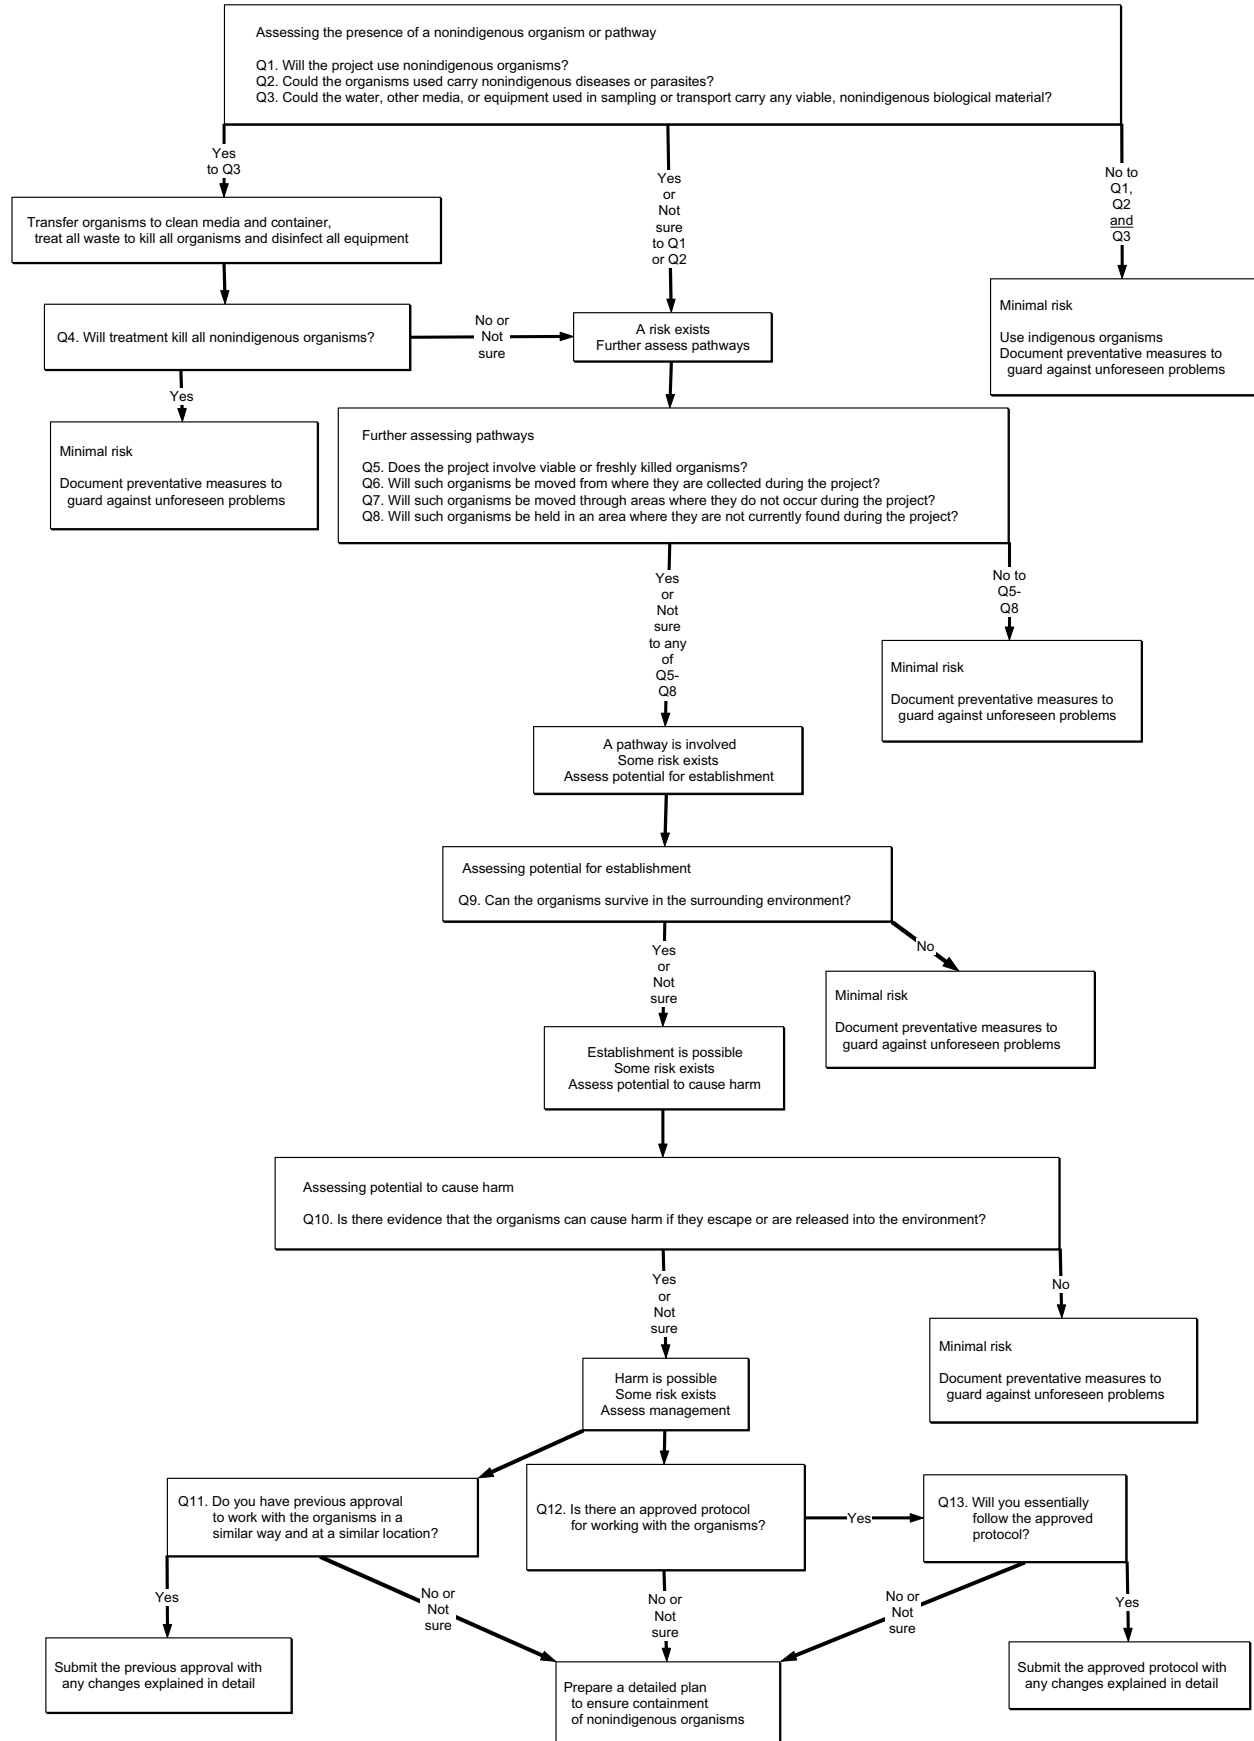 Assessing the presence of a nonindigenous organism or pathway
Q1. Will the project use nonindigenous organisms?
Q2. Could the organisms used carry nonindigenous diseases or parasites?
Q3. Could the water, other media, or equipment used in sampling or transport carry any viable, nonindigenous biological material?
Yes
to Q3
Yes
or
Not
sure
to Q1
or Q2
No to
Q1,
Q2
and
Q3
Transfer organisms to clean media and container,
treat all waste to kill all organisms and disinfect all equipment
Q4. Will treatment kill all nonindigenous organisms?
No or
Not
sure
A risk exists
Further assess pathways
Minimal risk
Use indigenous organisms
Document preventative measures to
guard against unforeseen problems
Yes
Minimal risk
Document preventative measures to
guard against unforeseen problems
Further assessing pathways
Q5. Does the project involve viable or freshly killed organisms?
Q6. Will such organisms be moved from where they are collected during the project?
Q7. Will such organisms be moved through areas where they do not occur during the project?
Q8. Will such organisms be held in an area where they are not currently found during the project?
Yes
or
Not
sure
to any
of
Q5-
Q8
No to
Q5-
Q8
Minimal risk
Document preventative measures to
guard against unforeseen problems
A pathway is involved
Some risk exists
Assess potential for establishment
Assessing potential for establishment
Q9. Can the organisms survive in the surrounding environment?
Yes
or
Not
sure
No
Minimal risk
Document preventative measures to
guard against unforeseen problems
Establishment is possible
Some risk exists
Assess potential to cause harm
Assessing potential to cause harm
Q10. Is there evidence that the organisms can cause harm if they escape or are released into the environment?
Yes
or
Not
sure
No
Minimal risk
Document preventative measures to
guard against unforeseen problems
Harm is possible
Some risk exists
Assess management
Q11. Do you have previous approval
to work with the organisms in a
similar way and at a similar location?
Q12. Is there an approved protocol
for working with the organisms?
Yes
Q13. Will you essentially
follow the approved
protocol?
Yes
No or
Not
sure
No or
Not
sure
No or
Not
sure
Yes
Submit the previous approval with
any changes explained in detail
Prepare a detailed plan
to ensure containment
of nonindigenous organisms
Submit the approved protocol with
any changes explained in detail